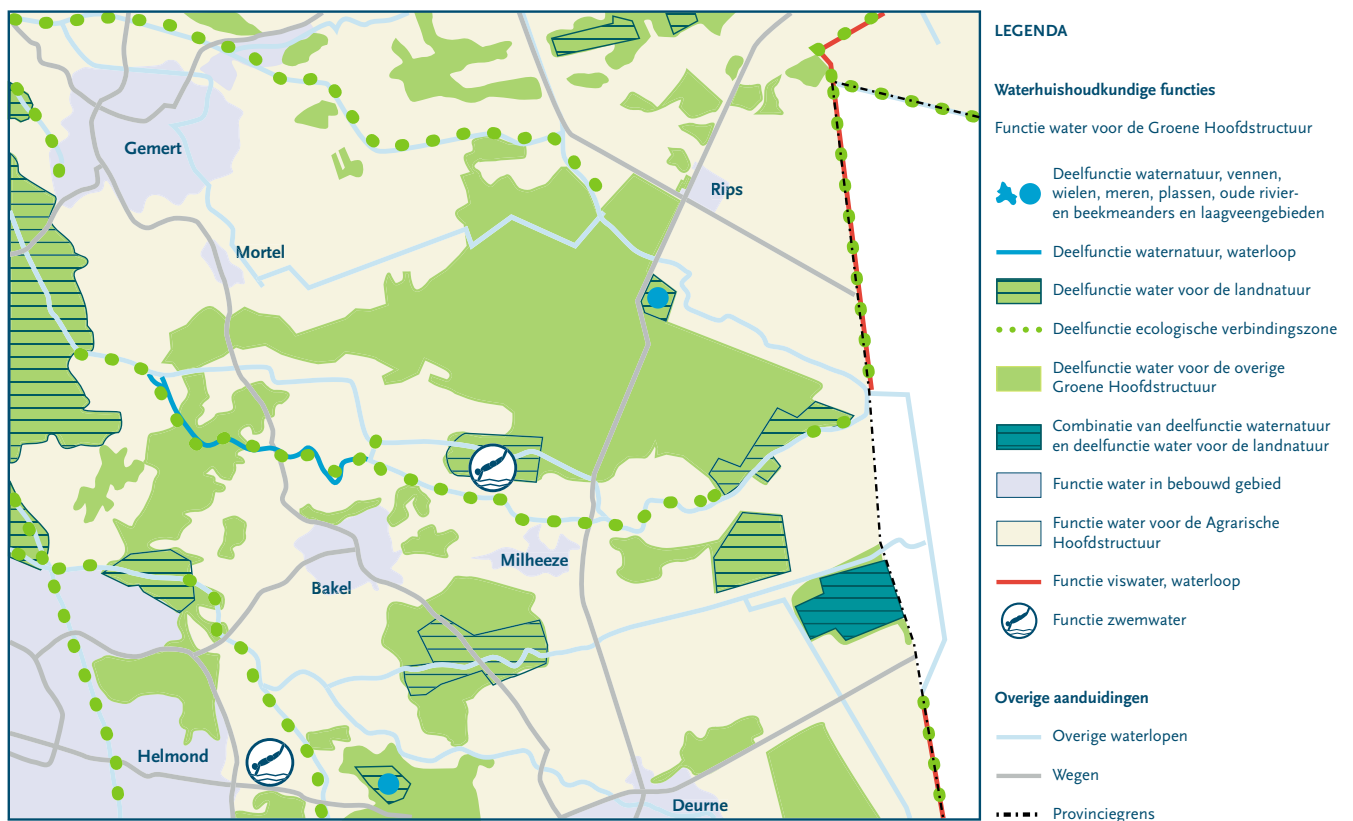 LEGENDA
Waterhuishoudkundige functies
Functie water voor de Groene Hoofdstructuur
Deelfunctie waternatuur, vennen,
wielen, meren, plassen, oude rivier-
en beekmeanders en laagveengebieden
Deelfunctie waternatuur, waterloop
Deelfunctie water voor de landnatuur
Deelfunctie ecologische verbindingszone
Deelfunctie water voor de overige
Groene Hoofdstructuur
Combinatie van deelfunctie waternatuur
en deelfunctie water voor de landnatuur
Functie water in bebouwd gebied
Functie water voor de Agrarische
Hoofdstructuur
Functie viswater, waterloop
Functie zwemwater
Overige aanduidingen
Overige waterlopen
Wegen
Provinciegrens
Gemert
Rips
Mortel
Milheeze
Bakel
Helmond
Deurne